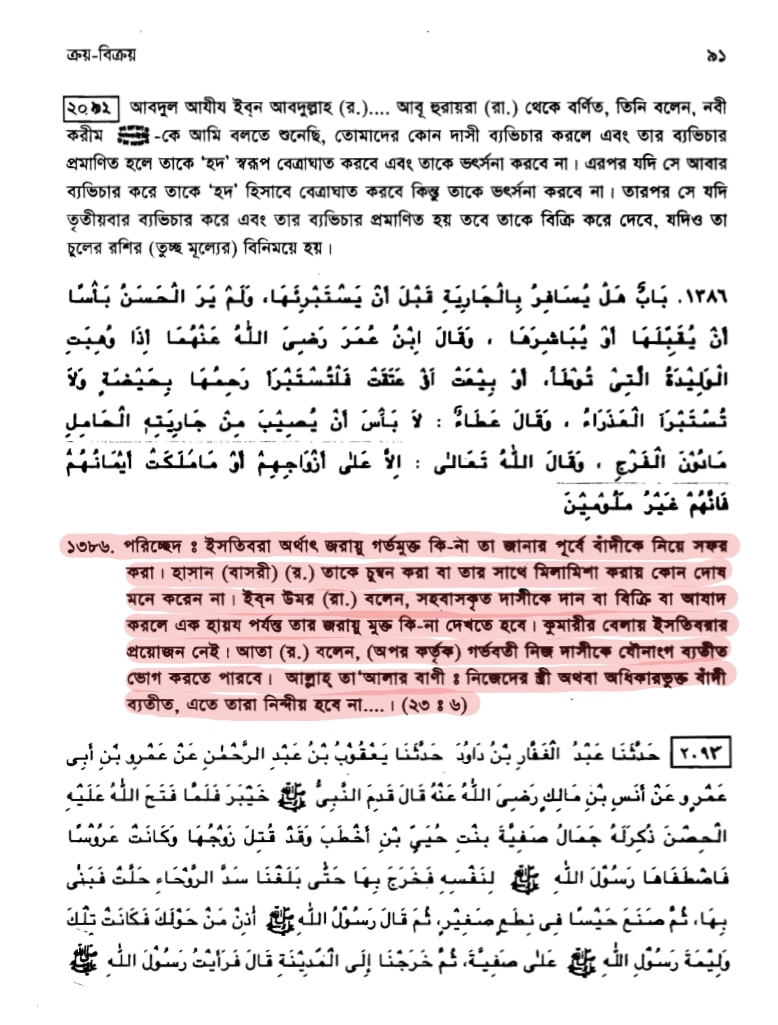 ক্রয়-বিক্রয় ৯১
২০৯২ আবদুল আযীয ইব্‌ন আবদুল্লাহ (র.).... আবূ হুরায়রা (রা.) থেকে বর্ণিত, তিনি বলেন, নবী
করীম ﷺ -কে আমি বলতে শুনেছি, তোমাদের কোন দাসী ব্যভিচার করলে এবং তার ব্যভিচার
প্রমাণিত হলে তাকে ‘হদ’ স্বরূপ বেত্রাঘাত করবে এবং তাকে ভর্ৎসনা করবে না। এরপর যদি সে আবার
ব্যভিচার করে তাকে ‘হদ’ হিসাবে বেত্রাঘাত করবে কিন্তু তাকে ভর্ৎসনা করবে না। তারপর সে যদি
তৃতীয়বার ব্যভিচার করে এবং তার ব্যভিচার প্রমাণিত হয় তবে তাকে বিক্রি করে দেবে, যদিও তা
চুলের রশির (তুচ্ছ মূল্যের) বিনিময়ে হয়।
١٣٨٦. بَابُ هَلْ يُسَافِرُ بِالْجَارِيَةِ قَبْلَ أَنْ يَسْتَبْرِئَهَا، وَلَمْ يَرَ الْحَسَنُ بَأْسًا
أَنْ يُقَبِّلَهَا أَوْ يُبَاشِرَهَا ، وَقَالَ ابْنُ عُمَرَ رَضِىَ اللّٰهُ عَنْهُمَا إِذَا وُهِبَتِ
الْوَلِيْدَةُ الَّتِىْ تُوْطَأُ، أَوْ بِيْعَتْ أَوْ عَتَقَتْ فَلْتُسْتَبْرَأْ رَحِمُهَا بِحَيْضَةٍ وَلاَ
تُسْتَبْرَأُ الْعَذْرَاءُ ، وَقَالَ عَطَاءٌ : لاَ بَأْسَ أَنْ يُصِيْبَ مِنْ جَارِيَتِهِ الْحَامِلِ
مَادُوْنَ الْفَرْجِ ، وَقَالَ اللّٰهُ تَعَالٰى : إِلاَّ عَلٰى أَزْوَاجِهِمْ أَوْ مَامَلَكَتْ أَيْمَانُهُمْ
فَإِنَّهُمْ غَيْرُ مَلُوْمِيْنَ
১৩৮৬. পরিচ্ছেদ ঃ ইসতিবরা অর্থাৎ জরায়ু গর্ভমুক্ত কি-না তা জানার পূর্বে বাঁদীকে নিয়ে সফর
করা। হাসান (বাসরী) (র.) তাকে চুম্বন করা বা তার সাথে মিলামিশা করায় কোন দোষ
মনে করেন না। ইব্‌ন উমর (রা.) বলেন, সহবাসকৃত দাসীকে দান বা বিক্রি বা আযাদ
করলে এক হায়য পর্যন্ত তার জরায়ু মুক্ত কি-না দেখতে হবে। কুমারীর বেলায় ইসতিবরার
প্রয়োজন নেই। আতা (র.) বলেন, (অপর কর্তৃক) গর্ভবতী নিজ দাসীকে যৌনাংগ ব্যতীত
ভোগ করতে পারবে। আল্লাহ্ তা'আলার বাণী ঃ নিজেদের স্ত্রী অথবা অধিকারভুক্ত বাঁদী
ব্যতীত, এতে তারা নিন্দীয় হবে না....। (২৩ ঃ ৬)
٢٠٩٣ حَدَّثَنَا عَبْدُ الْغَفَّارِ بْنُ دَاوُدَ حَدَّثَنَا يَعْقُوْبُ بْنُ عَبْدِ الرَّحْمٰنِ عَنْ عَمْرِو بْنِ أَبِى
عَمْرٍو عَنْ أَنَسِ بْنِ مَالِكٍ رَضِىَ اللّٰهُ عَنْهُ قَالَ قَدِمَ النَّبِىُّ ﷺ خَيْبَرَ فَلَمَّا فَتَحَ اللّٰهُ عَلَيْهِ
الْحِصْنَ ذُكِرَلَهُ جَمَالُ صَفِيَّةَ بِنْتِ حُيَيِّ بْنِ أَخْطَبَ وَقَدْ قُتِلَ زَوْجُهَا وَكَانَتْ عَرُوْسًا
فَاصْطَفَاهَا رَسُوْلُ اللّٰهِ ﷺ لِنَفْسِهِ فَخَرَجَ بِهَا حَتّٰى بَلَغْنَا سَدَّ الرَّوْحَاءِ حَلَّتْ فَبَنٰى
بِهَا، ثُمَّ صَنَعَ حَيْسًا فِى نِطَعٍ صَغِيْرٍ، ثُمَّ قَالَ رَسُوْلُ اللّٰهِ ﷺ أٰذِنْ مَنْ حَوْلَكَ فَكَانَتْ تِلْكَ
وَلِيْمَةَ رَسُوْلِ اللّٰهِ ﷺ عَلٰى صَفِيَّةَ، ثُمَّ خَرَجْنَا إِلَى الْمَدِيْنَةِ قَالَ فَرَأَيْتُ رَسُوْلَ اللّٰهِ ﷺ